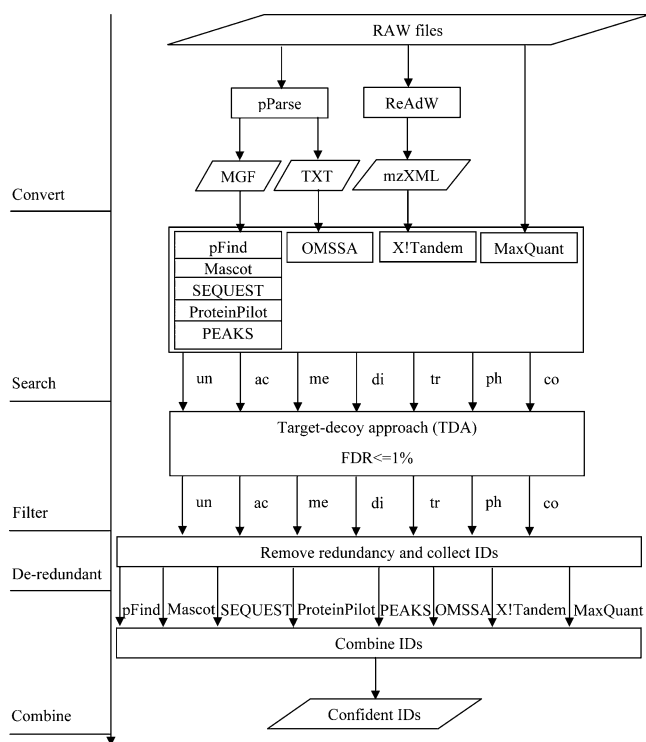 RAW files
pParse
ReAdW
MGF
TXT
mzXML
Convert
pFind
OMSSA
X!Tandem
MaxQuant
Mascot
SEQUEST
ProteinPilot
PEAKS
Search
un
ac
me
di
tr
ph
co
Target-decoy approach (TDA)
FDR<=1%
un
ac
me
di
tr
ph
co
Filter
Remove redundancy and collect IDs
De-redundant
pFind
Mascot
SEQUEST
ProteinPilot
PEAKS
OMSSA
X!Tandem
MaxQuant
Combine IDs
Combine
Confident IDs